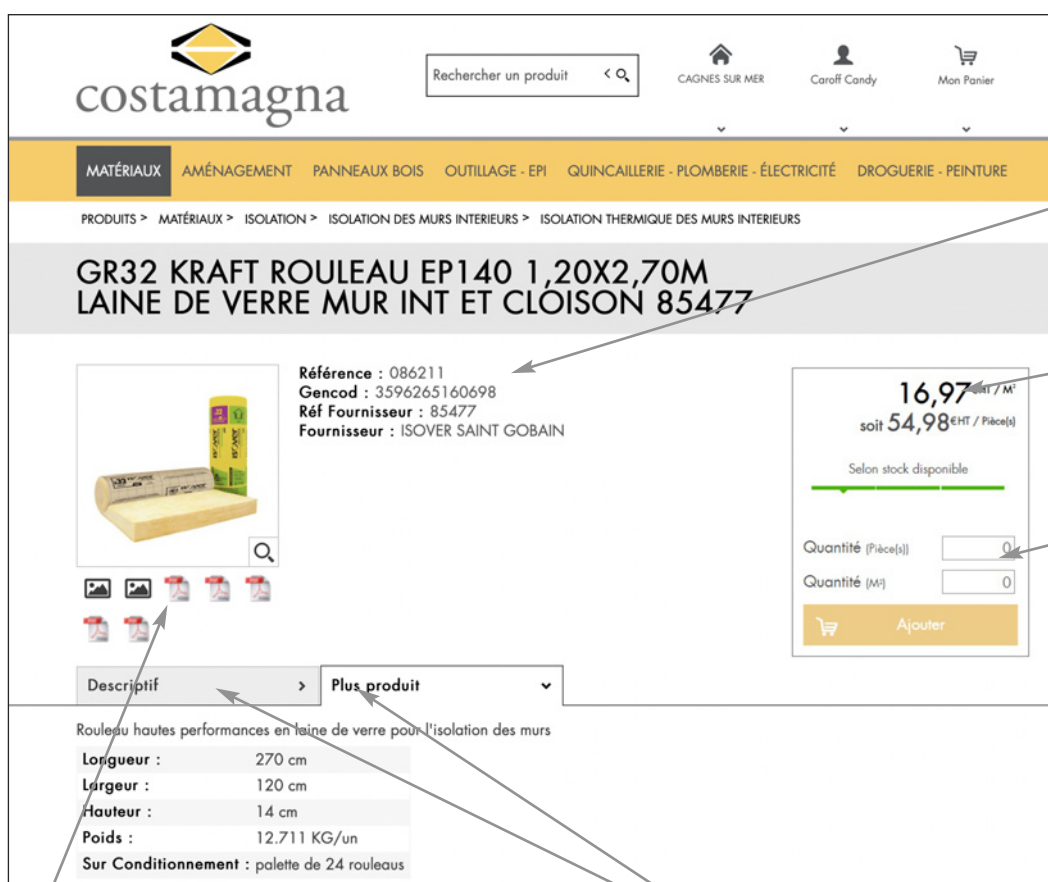 costamagna
Rechercher un produit <
CAGNES SUR MER
Caroff Candy
Mon Panier
MATÉRIAUX AMÉNAGEMENT PANNEAUX BOIS OUTILLAGE - EPI QUINCAILLERIE - PLOMBERIE - ÉLECTRICITÉ DROGUERIE - PEINTURE
PRODUITS > MATÉRIAUX > ISOLATION > ISOLATION DES MURS INTERIEURS > ISOLATION THERMIQUE DES MURS INTERIEURS
GR32 KRAFT ROULEAU EP140 1,20X2,70M
LAINE DE VERRE MUR INT ET CLOISON 85477
Référence : 086211
Gencod : 3596265160698
Réf Fournisseur : 85477
Fournisseur : ISOVER SAINT GOBAIN
16,97 €HT / M²
soit 54,98 €HT / Pièce(s)
Selon stock disponible
Quantité (Pièce(s)) 0
Quantité (M²) 0
Ajouter
Descriptif >
Plus produit
Rouleau hautes performances en laine de verre pour l'isolation des murs
Longueur : 270 cm
Largeur : 120 cm
Hauteur : 14 cm
Poids : 12.711 KG/un
Sur Conditionnement : palette de 24 rouleaus